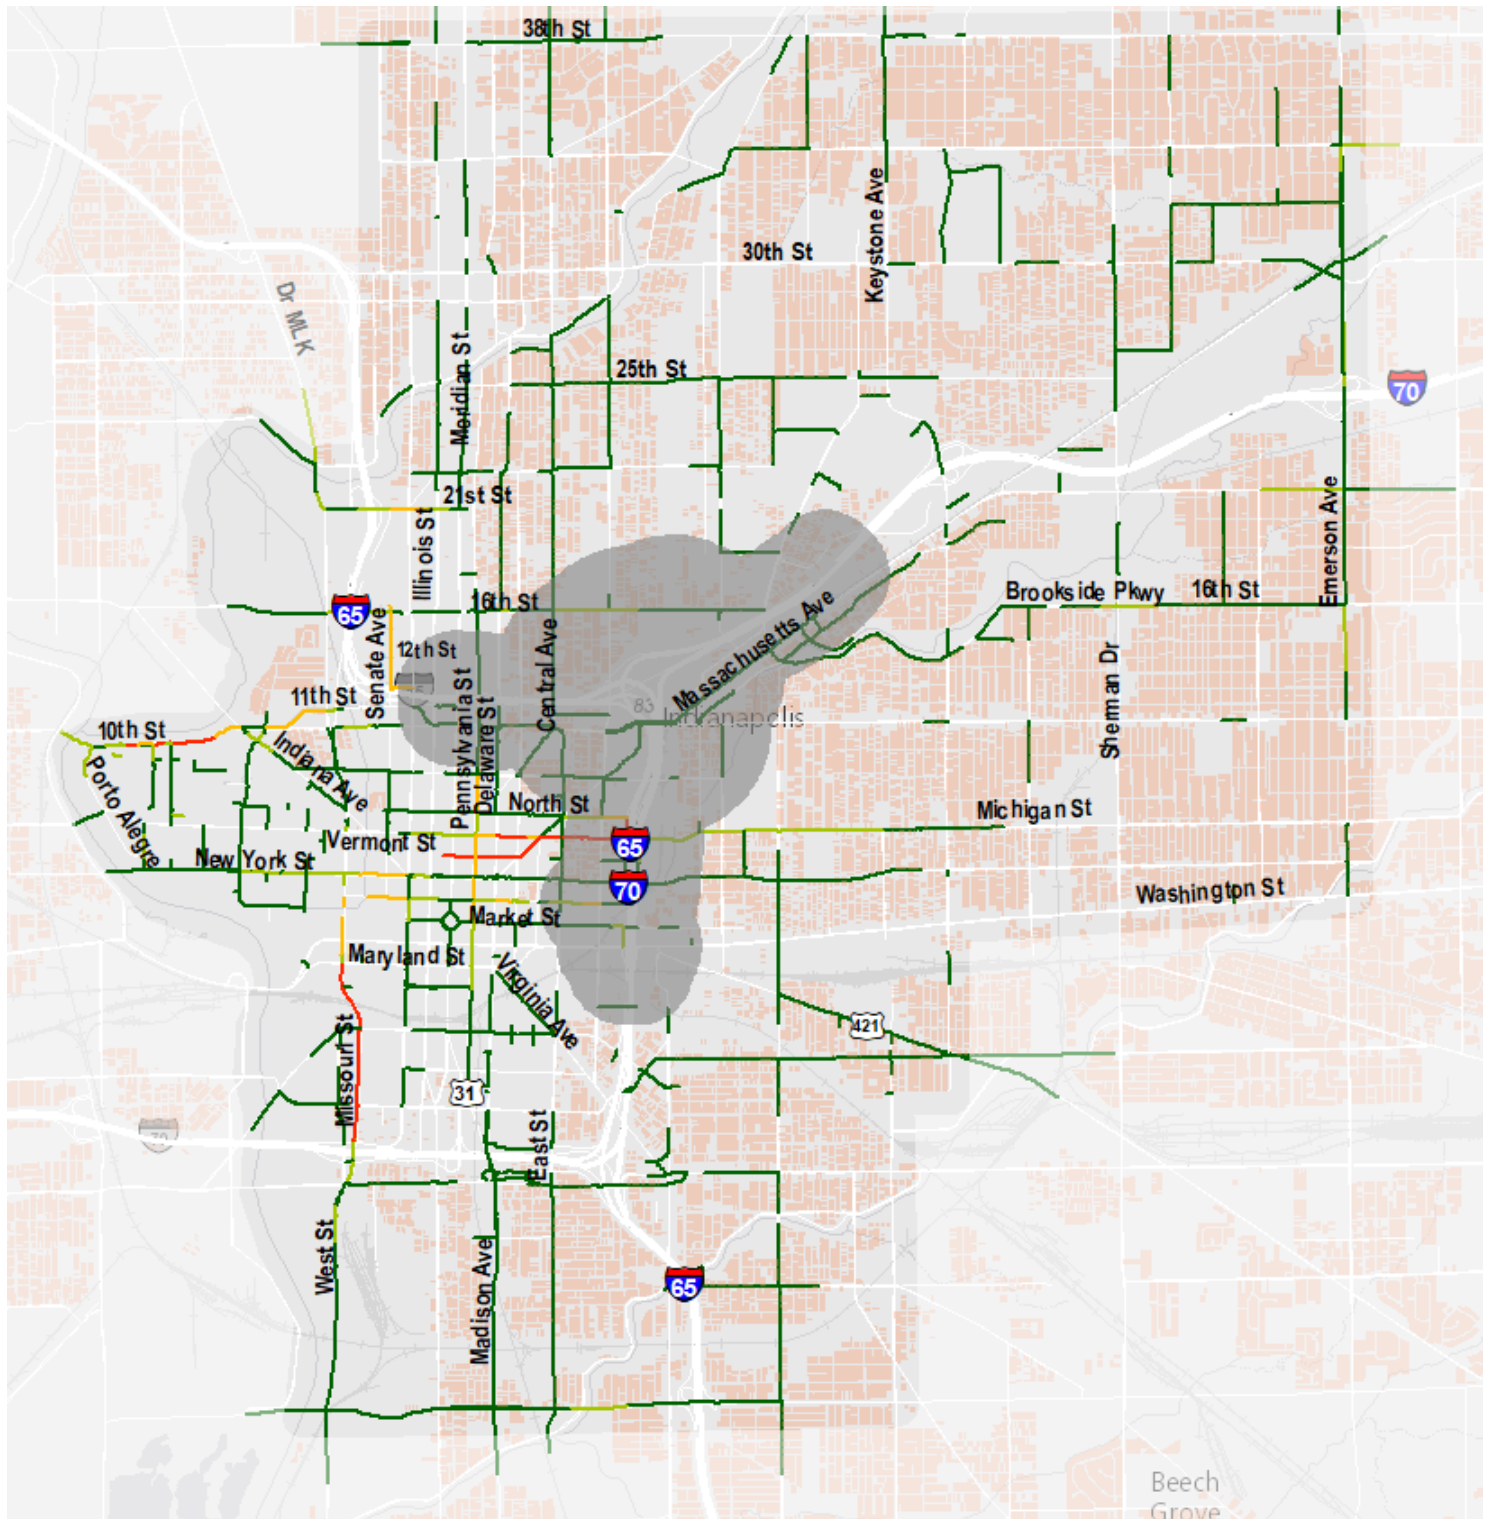 38th St
Keystone Ave
30th St
Dr MLK
Meridian St
25th St
70
21st St
Illinois St
Emerson Ave
16th St
Brookside Pkwy
16th St
65
Senate Ave
12th St
Central Ave
Massachusetts Ave
Sherman Dr
11th St
Pennsylvania St
Delaware St
83
Indianapolis
10th St
Indiana Ave
Porto Alegre
North St
Michigan St
Vermont St
65
New York St
70
Washington St
Market St
Maryland St
Virginia Ave
421
Missouri St
31
70
East St
West St
Madison Ave
65
Beech
Grove